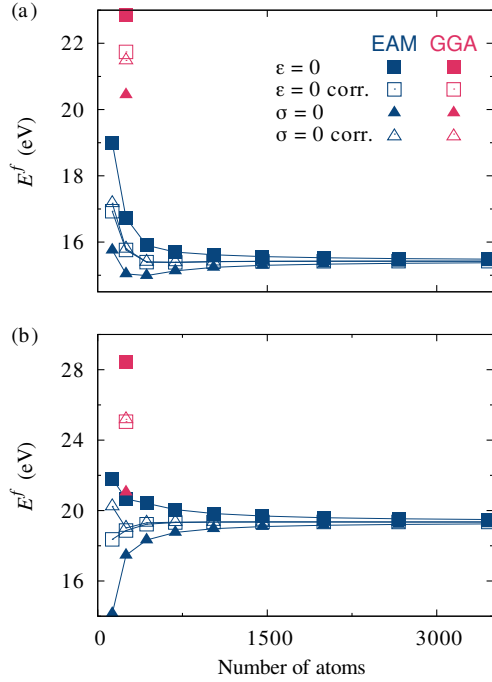 (a)
22
20
18
16
E^f (eV)
EAM GGA
ε = 0
ε = 0 corr.
σ = 0
σ = 0 corr.
(b)
28
24
20
16
E^f (eV)
0 1500 3000
Number of atoms